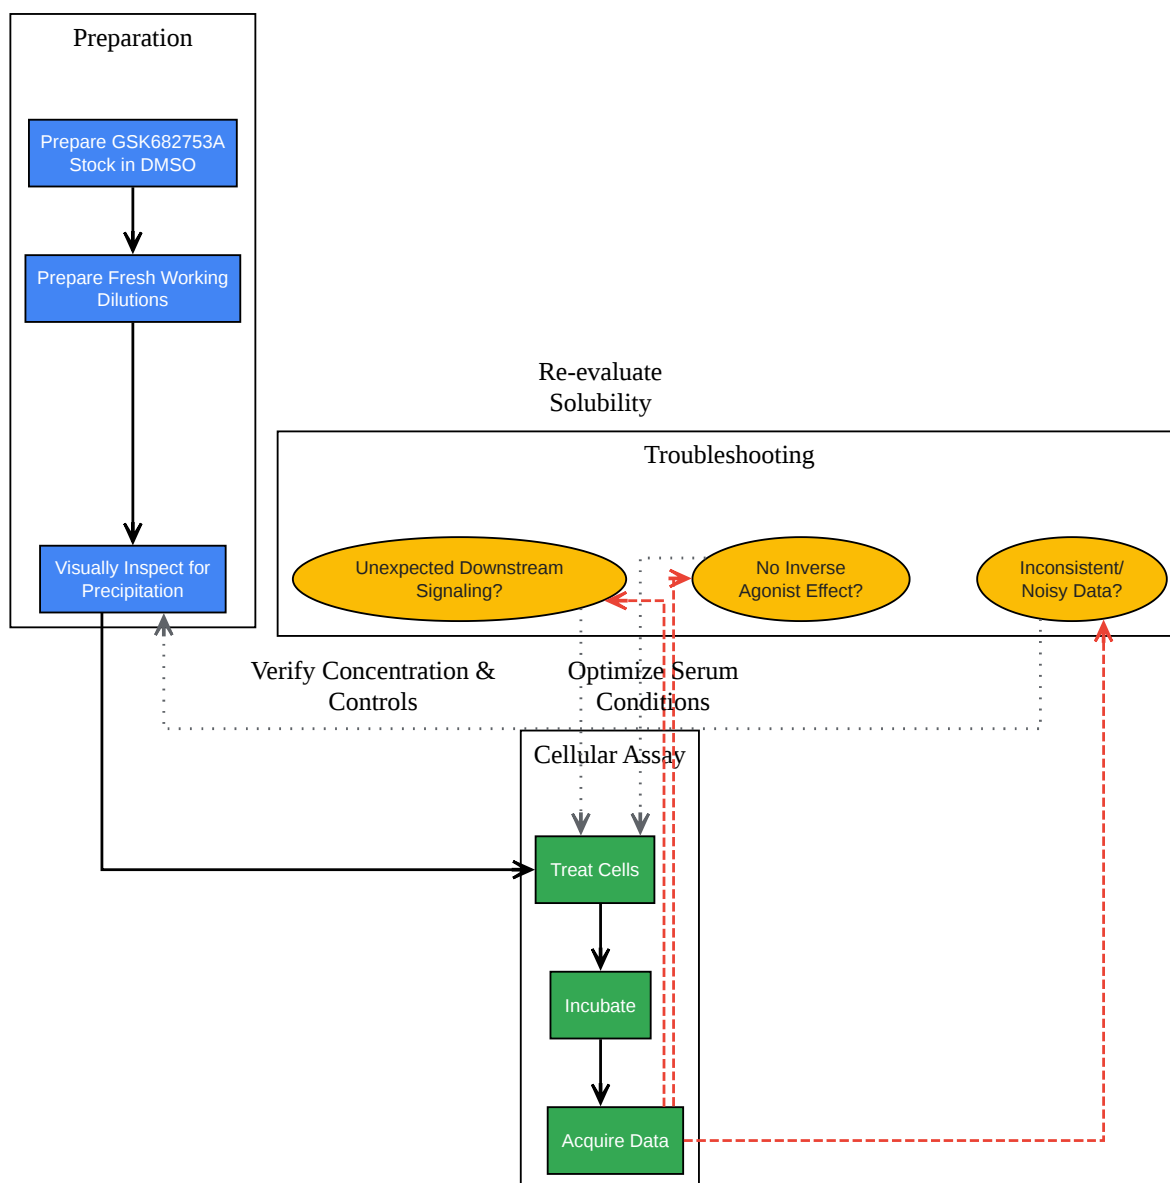 Preparation
Prepare GSK682753A
Stock in DMSO
Prepare Fresh Working
Dilutions
Re-evaluate
Solubility
Troubleshooting
Visually Inspect for
Precipitation
Unexpected Downstream
Signaling?
No Inverse
Agonist Effect?
Inconsistent/
Noisy Data?
Verify Concentration &
Controls
Optimize Serum
Conditions
Cellular Assay
Treat Cells
Incubate
Acquire Data